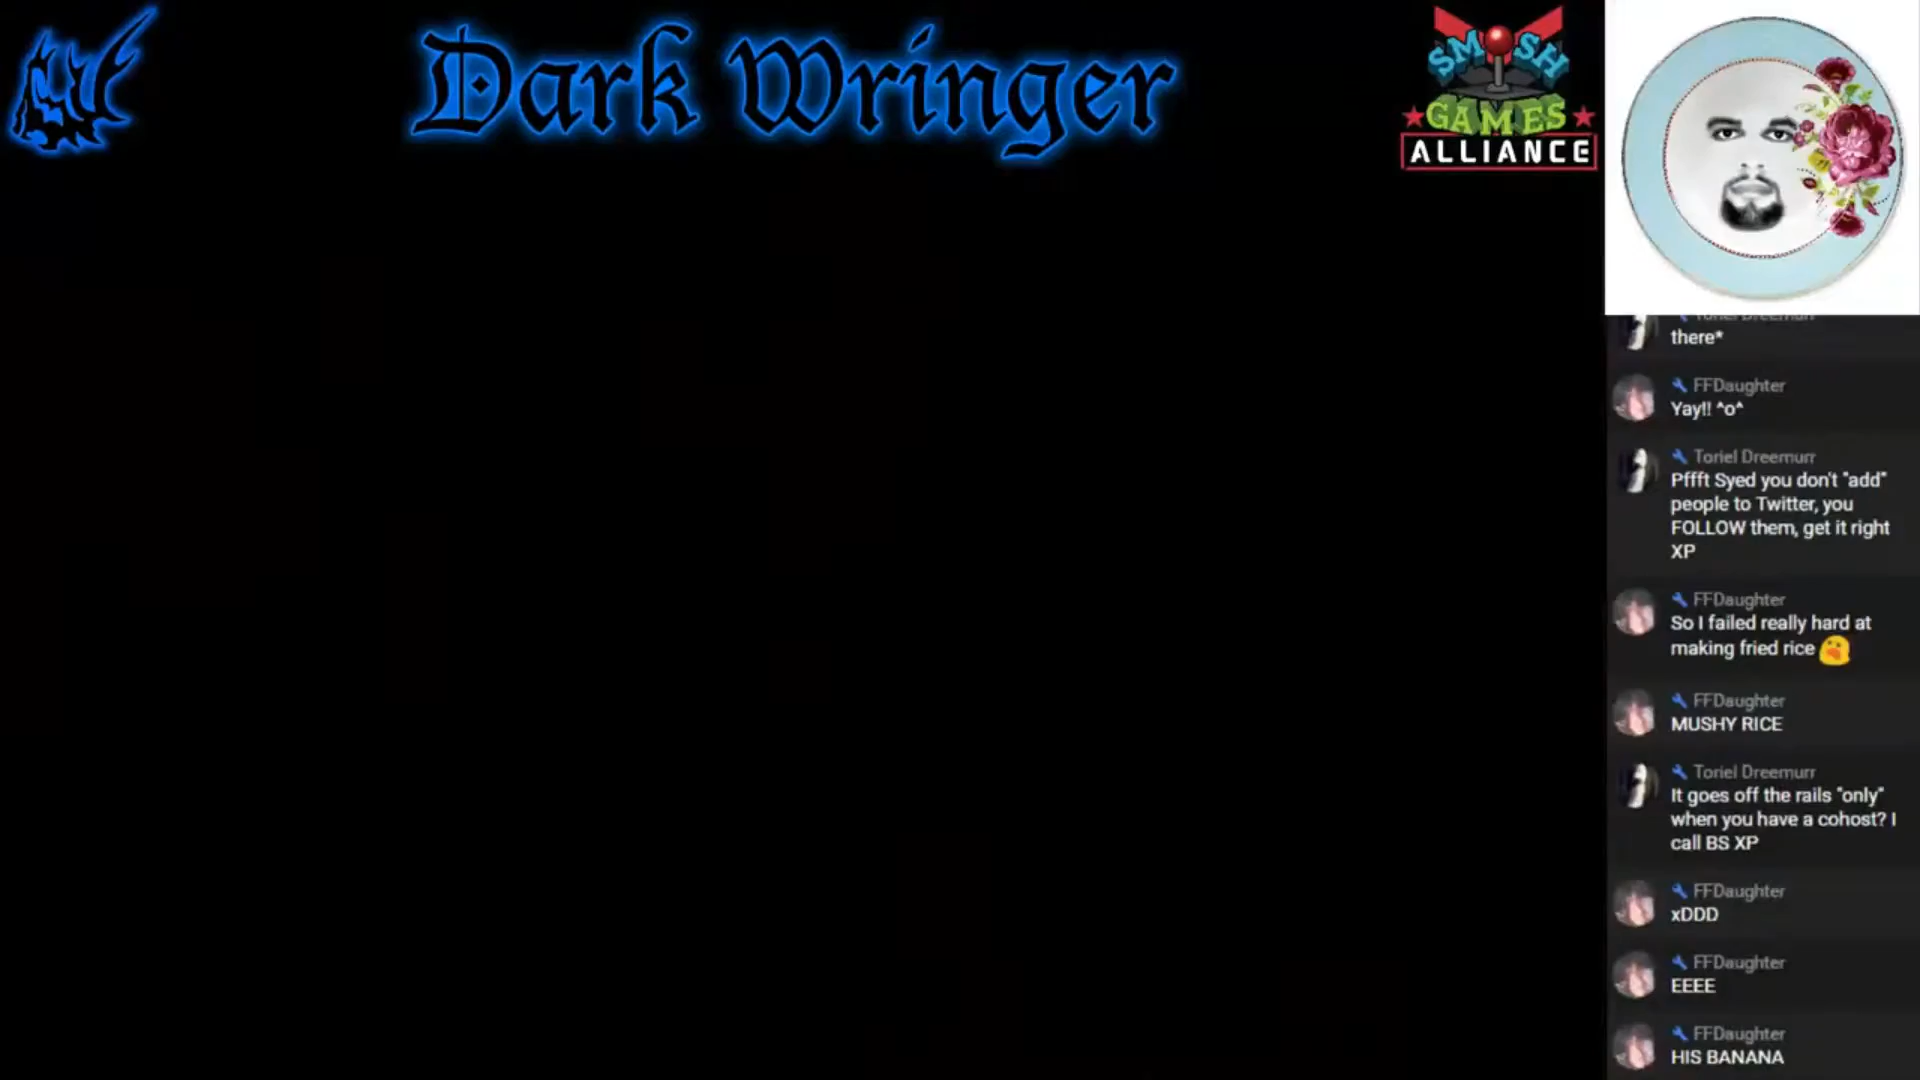 Dark Wringer
SMOSH
GAMES
ALLIANCE
Toriel Dreemurr
there*
FFDaughter
Yay!! ^o^
Toriel Dreemurr
Pffft Syed you don't "add"
people to Twitter, you
FOLLOW them, get it right
XP
FFDaughter
So I failed really hard at
making fried rice
FFDaughter
MUSHY RICE
Toriel Dreemurr
It goes off the rails "only"
when you have a cohost? I
call BS XP
FFDaughter
xDDD
FFDaughter
EEEE
FFDaughter
HIS BANANA